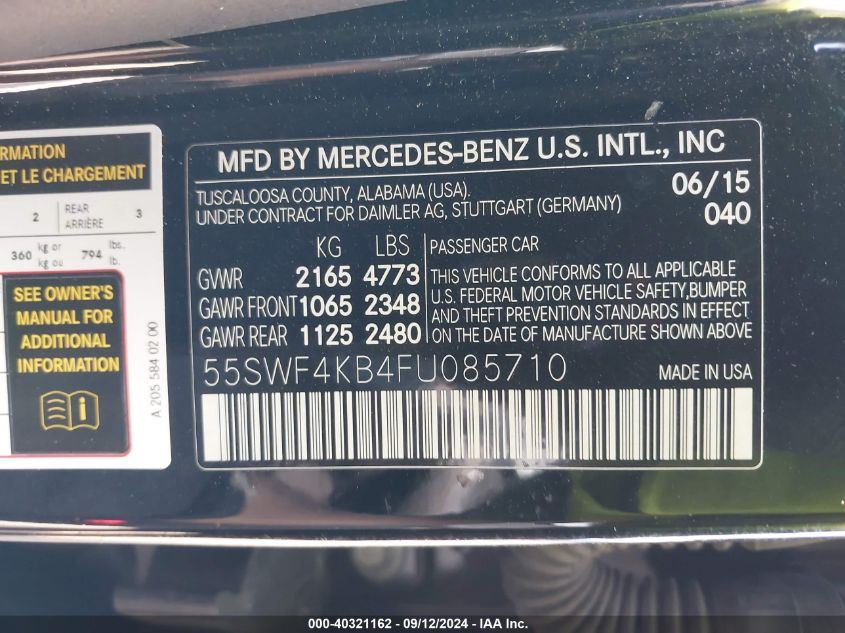 RMATION
ET LE CHARGEMENT
2 REAR ARRIÈRE 3
360 kg or kg ou 794 lbs. lb.
SEE OWNER'S
MANUAL FOR
ADDITIONAL
INFORMATION
A 205 584 02 00
MFD BY MERCEDES-BENZ U.S. INTL., INC
TUSCALOOSA COUNTY, ALABAMA (USA). 06/15
UNDER CONTRACT FOR DAIMLER AG, STUTTGART (GERMANY) 040
KG LBS PASSENGER CAR
GVWR 2165 4773
GAWR FRONT 1065 2348
GAWR REAR 1125 2480
THIS VEHICLE CONFORMS TO ALL APPLICABLE
U.S. FEDERAL MOTOR VEHICLE SAFETY,BUMPER
AND THEFT PREVENTION STANDARDS IN EFFECT
ON THE DATE OF MANUFACTURE SHOWN ABOVE
55SWF4KB4FU085710 MADE IN USA
000-40321162 - 09/12/2024 - IAA Inc.